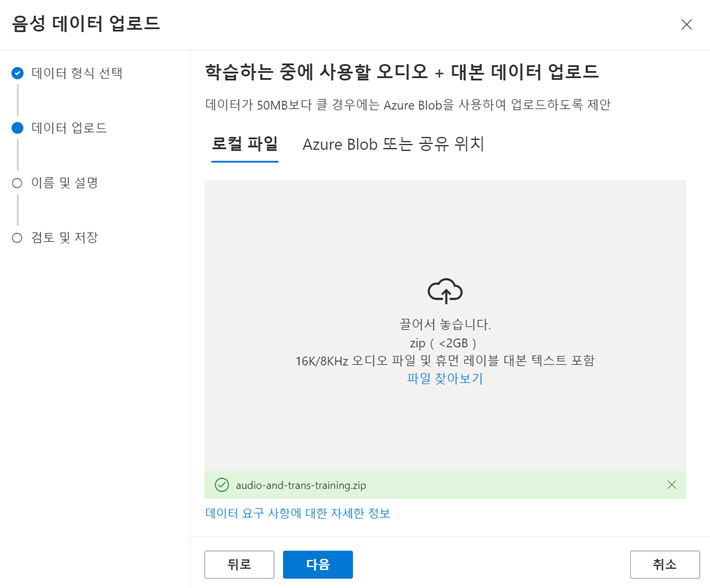 음성 데이터 업로드
데이터 형식 선택
데이터 업로드
이름 및 설명
검토 및 저장
학습하는 중에 사용할 오디오 + 대본 데이터 업로드
데이터가 50MB보다 클 경우에는 Azure Blob을 사용하여 업로드하도록 제안
로컬 파일
Azure Blob 또는 공유 위치
끌어서 놓습니다.
zip ( <2GB )
16K/8KHz 오디오 파일 및 휴먼 레이블 대본 텍스트 포함
파일 찾아보기
audio-and-trans-training.zip
데이터 요구 사항에 대한 자세한 정보
뒤로
다음
취소